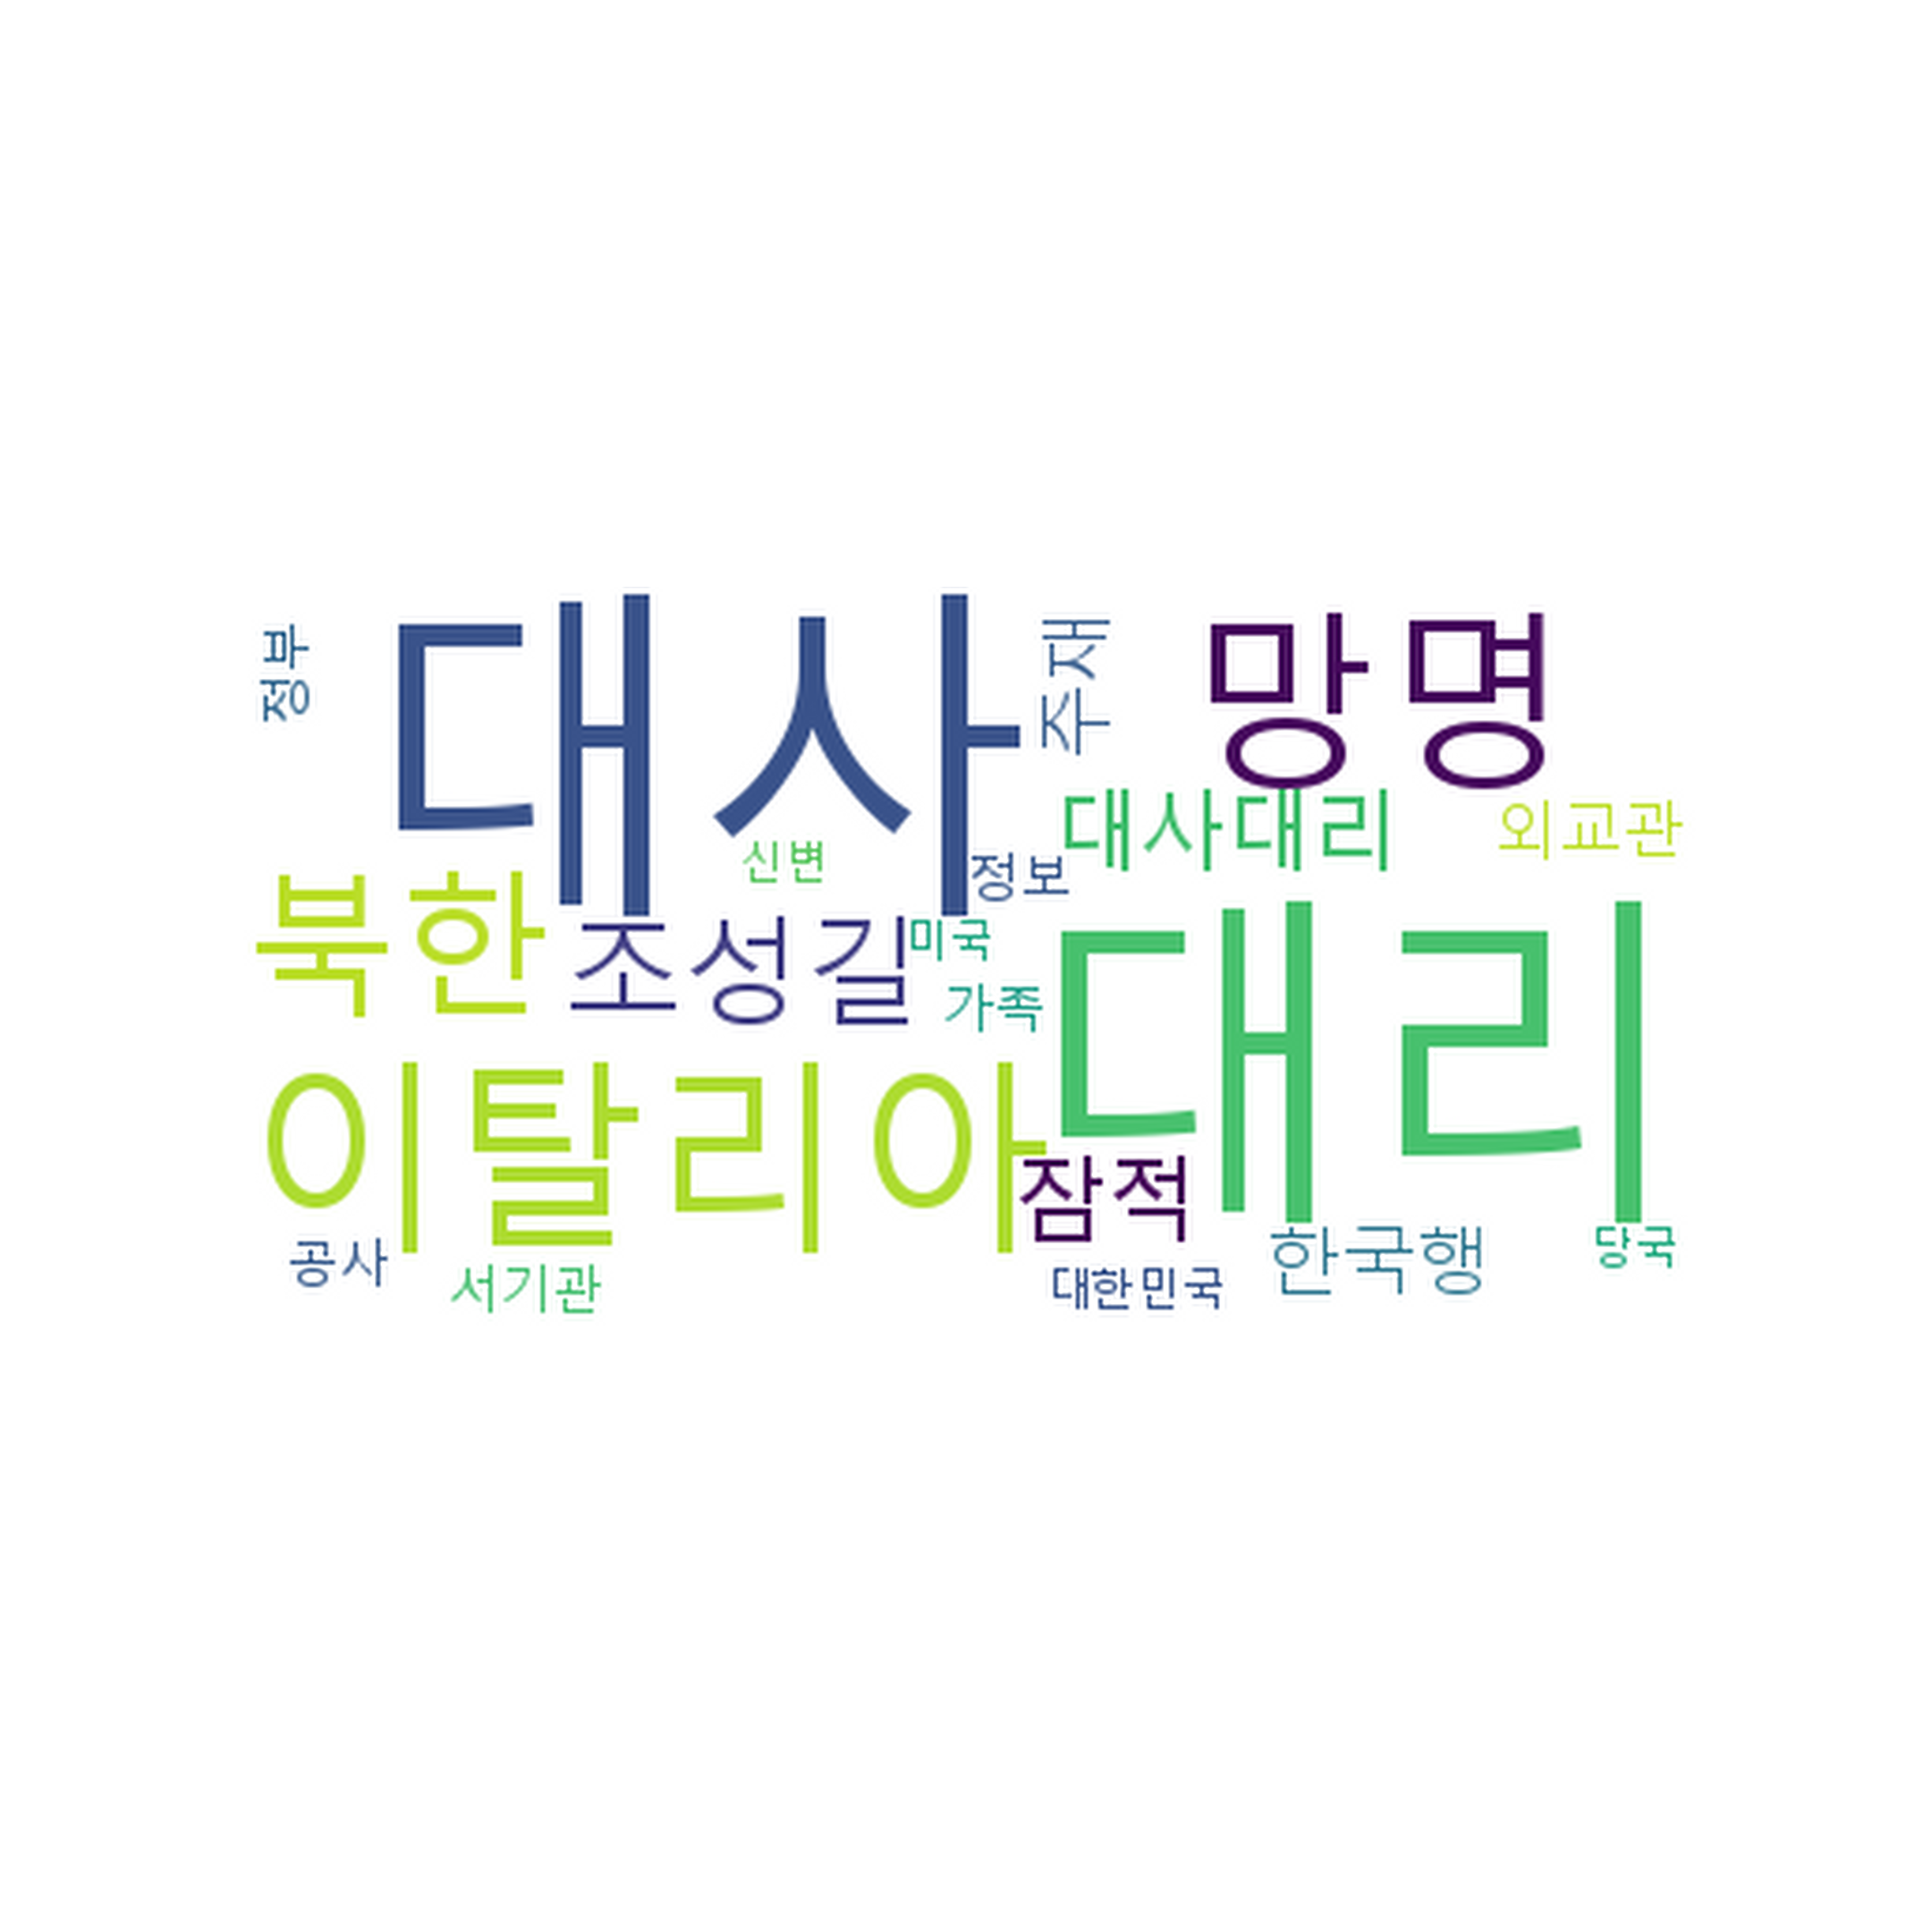 정부
대사
주재
망명
대사대리
외교관
신변
정보
북한
조성길
미국
가족
대리
이탈리아
잠적
공사
서기관
대한민국
한국행
당국